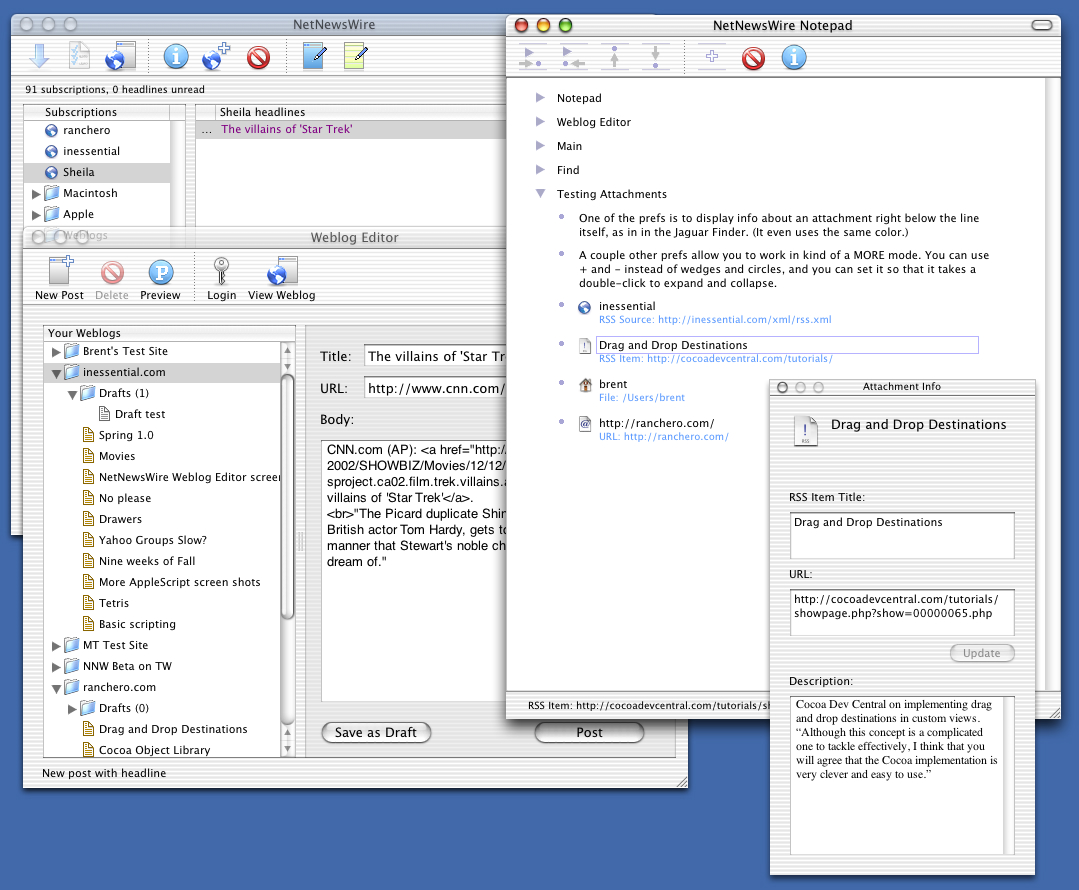 NetNewsWire
91 subscriptions, 0 headlines unread
Subscriptions
ranchero
inessential
Sheila
Macintosh
Apple
Weblogs
Sheila headlines
... The villains of 'Star Trek'
Weblog Editor
New Post
Delete
Preview
Login
View Weblog
Your Weblogs
Brent's Test Site
inessential.com
Drafts (1)
Draft test
Spring 1.0
Movies
NetNewsWire Weblog Editor screen
No please
Drawers
Yahoo Groups Slow?
Nine weeks of Fall
More AppleScript screen shots
Tetris
Basic scripting
MT Test Site
NNW Beta on TW
ranchero.com
Drafts (0)
Drag and Drop Destinations
Cocoa Object Library
New post with headline
Title: The villains of 'Star Tr
URL: http://www.cnn.com/
Body:
CNN.com (AP): <a href="http:/
2002/SHOWBIZ/Movies/12/12/
sproject.ca02.film.trek.villains.a
villains of 'Star Trek'</a>.
<br>"The Picard duplicate Shin
British actor Tom Hardy, gets to
manner that Stewart's noble ch
dream of."
Save as Draft
Post
NetNewsWire Notepad
Notepad
Weblog Editor
Main
Find
Testing Attachments
One of the prefs is to display info about an attachment right below the line
itself, as in in the Jaguar Finder. (It even uses the same color.)
A couple other prefs allow you to work in kind of a MORE mode. You can use
+ and - instead of wedges and circles, and you can set it so that it takes a
double-click to expand and collapse.
inessential
RSS Source: http://inessential.com/xml/rss.xml
Drag and Drop Destinations
RSS Item: http://cocoadevcentral.com/tutorials/
brent
File: /Users/brent
http://ranchero.com/
URL: http://ranchero.com/
RSS Item: http://cocoadevcentral.com/tutorials/sh
Attachment Info
RSS
Drag and Drop Destinations
RSS Item Title:
Drag and Drop Destinations
URL:
http://cocoadevcentral.com/tutorials/
showpage.php?show=00000065.php
Update
Description:
Cocoa Dev Central on implementing drag
and drop destinations in custom views.
“Although this concept is a complicated
one to tackle effectively, I think that you
will agree that the Cocoa implementation is
very clever and easy to use.”